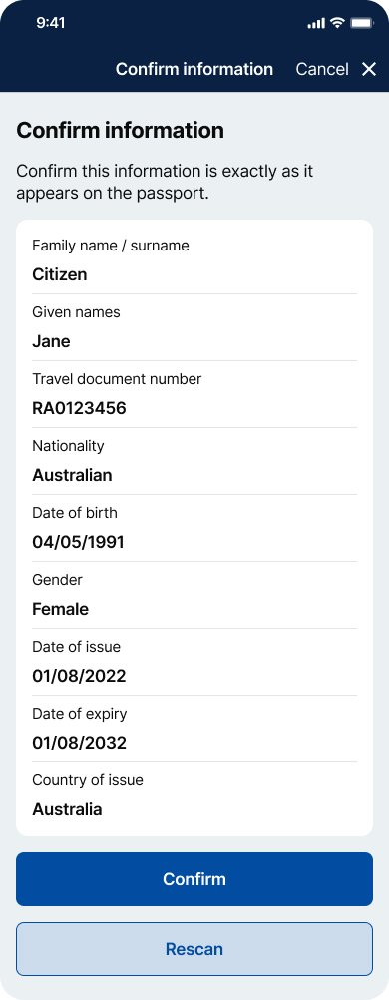 9:41
Confirm information Cancel
Confirm information
Confirm this information is exactly as it
appears on the passport.
Family name / surname
Citizen
Given names
Jane
Travel document number
RA0123456
Nationality
Australian
Date of birth
04/05/1991
Gender
Female
Date of issue
01/08/2022
Date of expiry
01/08/2032
Country of issue
Australia
Confirm
Rescan